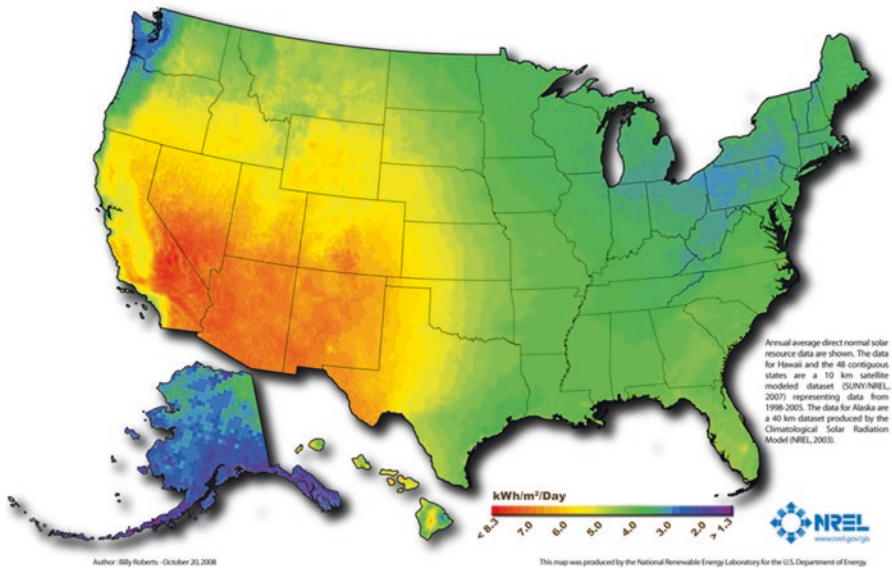 Annual average direct normal solar
resource data are shown. The data
for Hawaii and the 48 contiguous
states are a 10 km satellite
modeled dataset (SUNY/NREL,
2007) representing data from
1998-2005. The data for Alaska are
a 40 km dataset produced by the
Climatological Solar Radiation
Model (NREL, 2003).
kWh/m²/Day
< 8.3 7.0 6.0 5.0 4.0 3.0 2.0 > 1.3
NREL
www.nrel.gov/gis
Author : Billy Roberts - October 20, 2008
This map was produced by the National Renewable Energy Laboratory for the U.S. Department of Energy.